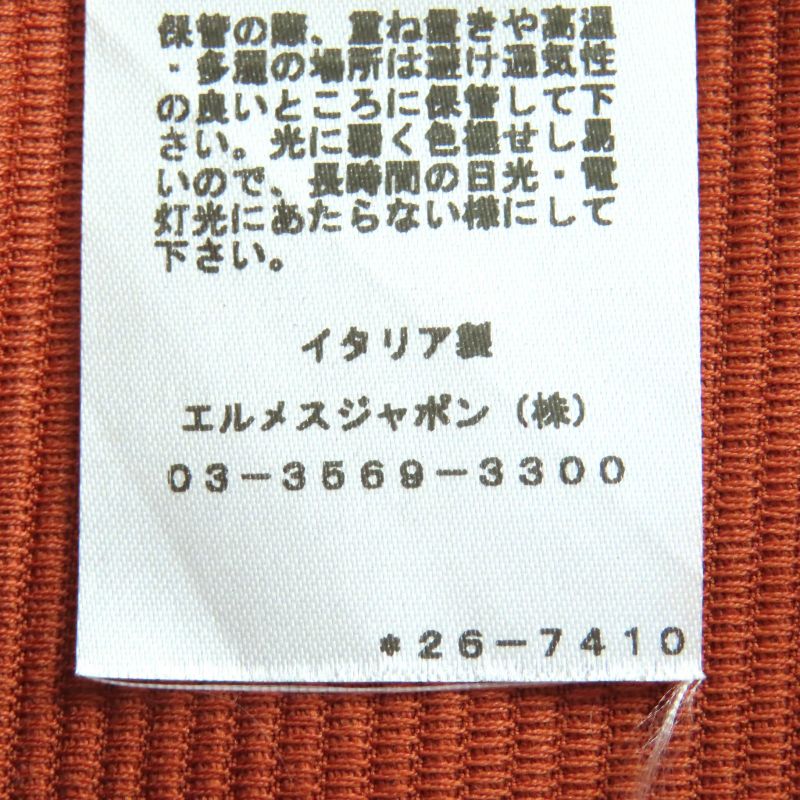 保管の際、重ね置きや高温
・多湿の場所は避け通気性
の良いところに保管して下
さい。光に弱く色褪せし易
いので、長時間の日光・電
灯光にあたらない様にして
下さい。
イタリア製
エルメスジャポン（株）
03-3569-3300
*26-7410